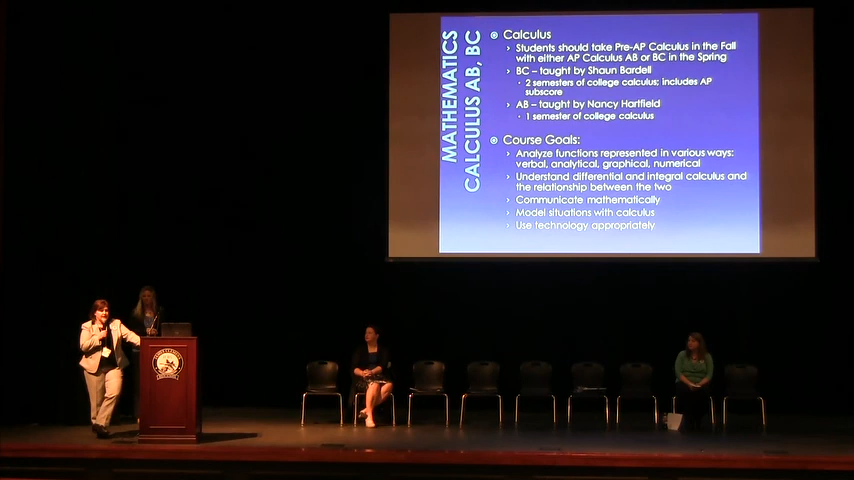 MATHEMATICS
CALCULUS AB, BC
Calculus
Students should take Pre-AP Calculus in the Fall
with either AP Calculus AB or BC in the Spring
BC – taught by Shaun Bardell
2 semesters of college calculus; includes AP
subscore
AB – taught by Nancy Hartfield
1 semester of college calculus
Course Goals:
Analyze functions represented in various ways:
verbal, analytical, graphical, numerical
Understand differential and integral calculus and
the relationship between the two
Communicate mathematically
Model situations with calculus
Use technology appropriately